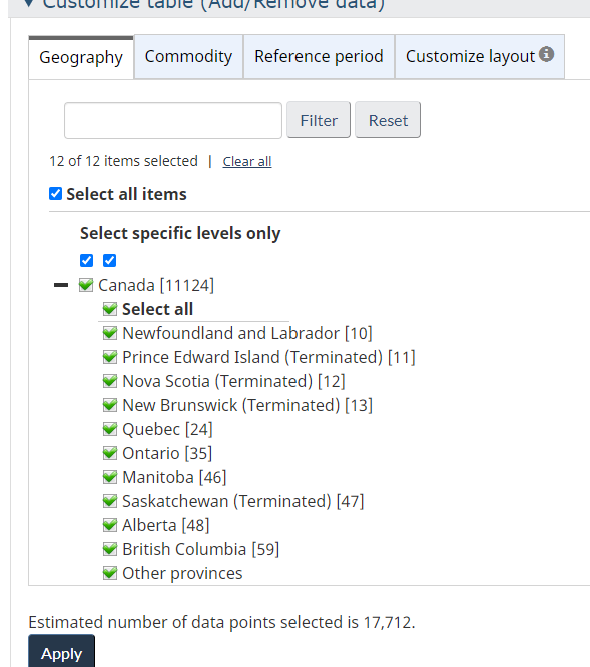 Customize table (Add/Remove data)
Geography Commodity Reference period Customize layout
Filter Reset
12 of 12 items selected | Clear all
Select all items
Select specific levels only
Canada [11124]
Select all
Newfoundland and Labrador [10]
Prince Edward Island (Terminated) [11]
Nova Scotia (Terminated) [12]
New Brunswick (Terminated) [13]
Quebec [24]
Ontario [35]
Manitoba [46]
Saskatchewan (Terminated) [47]
Alberta [48]
British Columbia [59]
Other provinces
Estimated number of data points selected is 17,712.
Apply